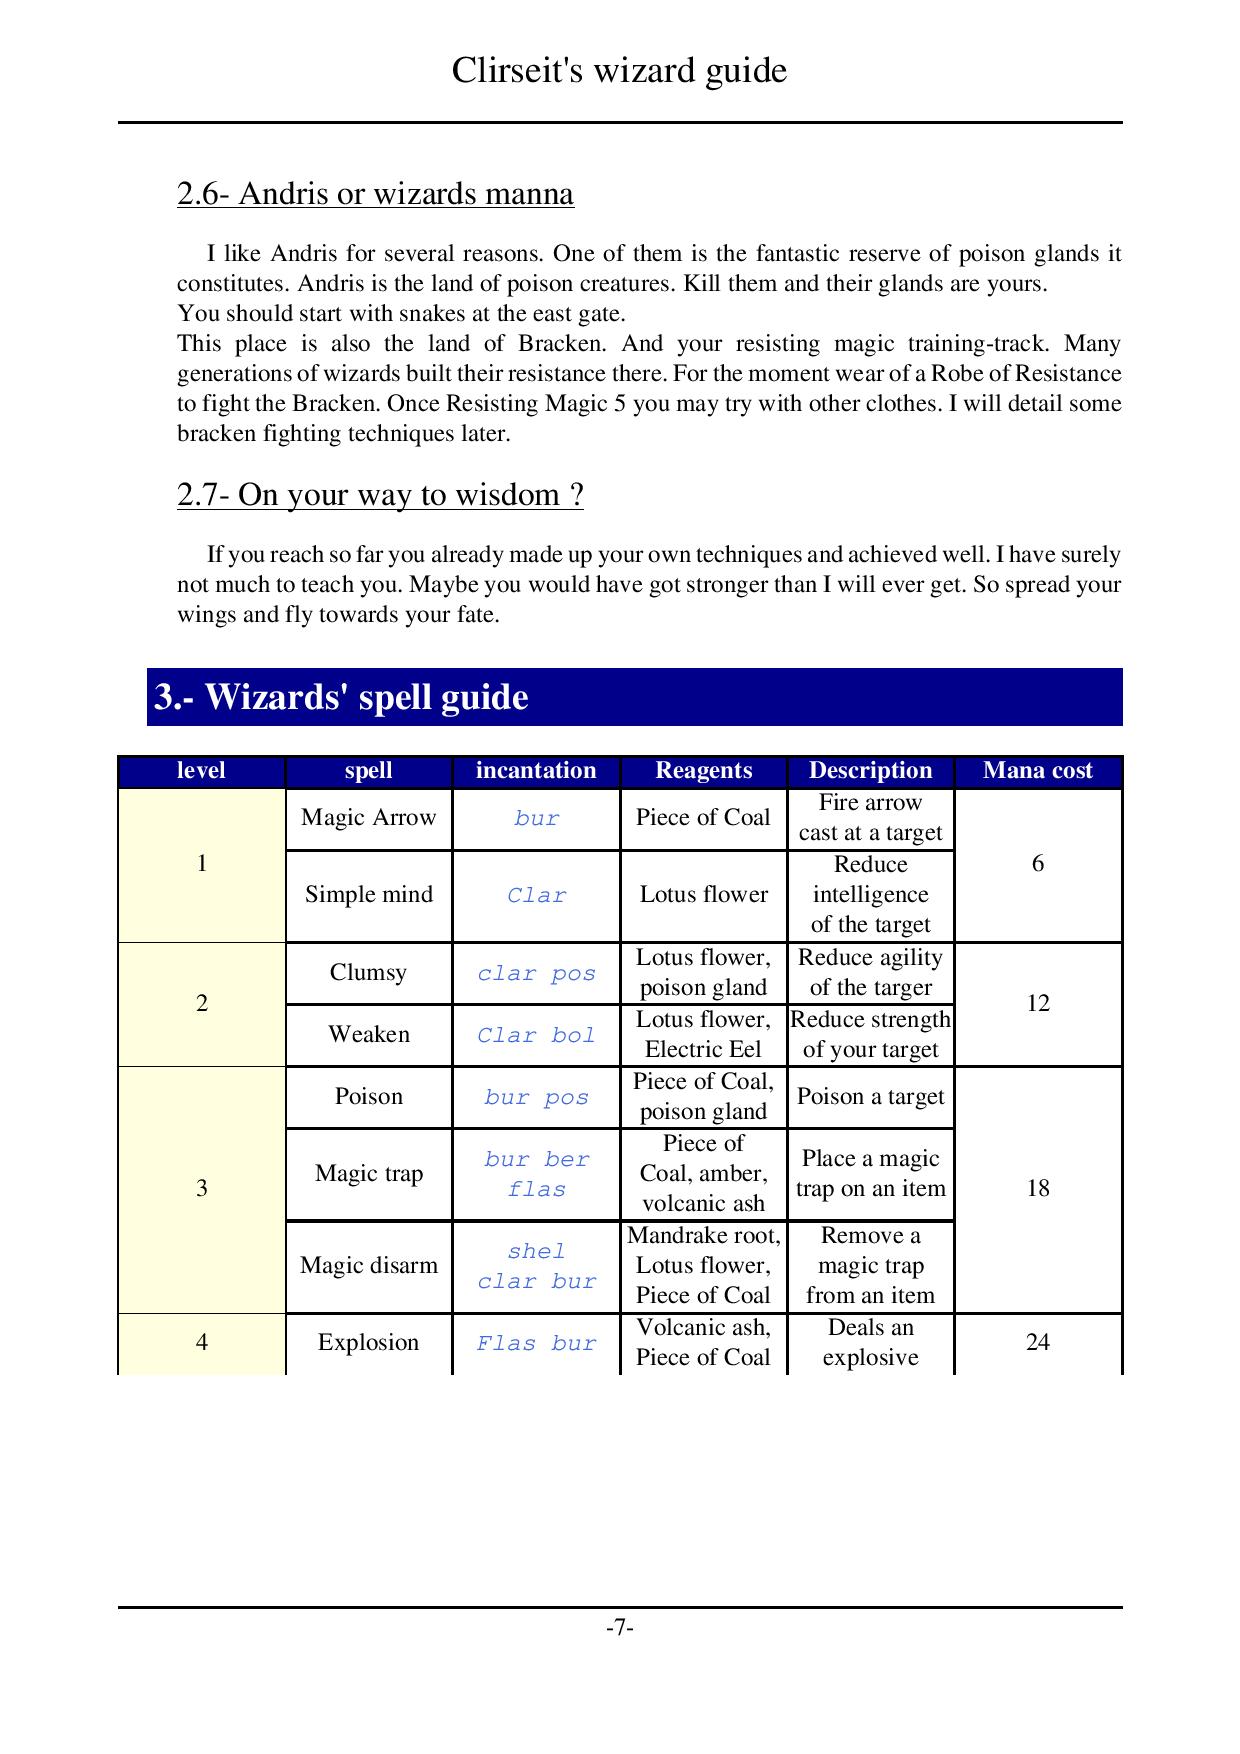 Clirseit's wizard guide
2.6- Andris or wizards manna
I like Andris for several reasons. One of them is the fantastic reserve of poison glands it
constitutes. Andris is the land of poison creatures. Kill them and their glands are yours.
You should start with snakes at the east gate.
This place is also the land of Bracken. And your resisting magic training-track. Many
generations of wizards built their resistance there. For the moment wear of a Robe of Resistance
to fight the Bracken. Once Resisting Magic 5 you may try with other clothes. I will detail some
bracken fighting techniques later.
2.7- On your way to wisdom ?
If you reach so far you already made up your own techniques and achieved well. I have surely
not much to teach you. Maybe you would have got stronger than I will ever get. So spread your
wings and fly towards your fate.
3.- Wizards' spell guide
level spell incantation Reagents Description Mana cost
1
Magic Arrow
bur
Piece of Coal
Fire arrow
cast at a target
6
Simple mind
Clar
Lotus flower
Reduce
intelligence
of the target
2
Clumsy
clar pos
Lotus flower,
poison gland
Reduce agility
of the targer
12
Weaken
Clar bol
Lotus flower,
Electric Eel
Reduce strength
of your target
3
Poison
bur pos
Piece of Coal,
poison gland
Poison a target
18
Magic trap
bur ber
flas
Piece of
Coal, amber,
volcanic ash
Place a magic
trap on an item
Magic disarm
shel
clar bur
Mandrake root,
Lotus flower,
Piece of Coal
Remove a
magic trap
from an item
4
Explosion
Flas bur
Volcanic ash,
Piece of Coal
Deals an
explosive
24
-7-